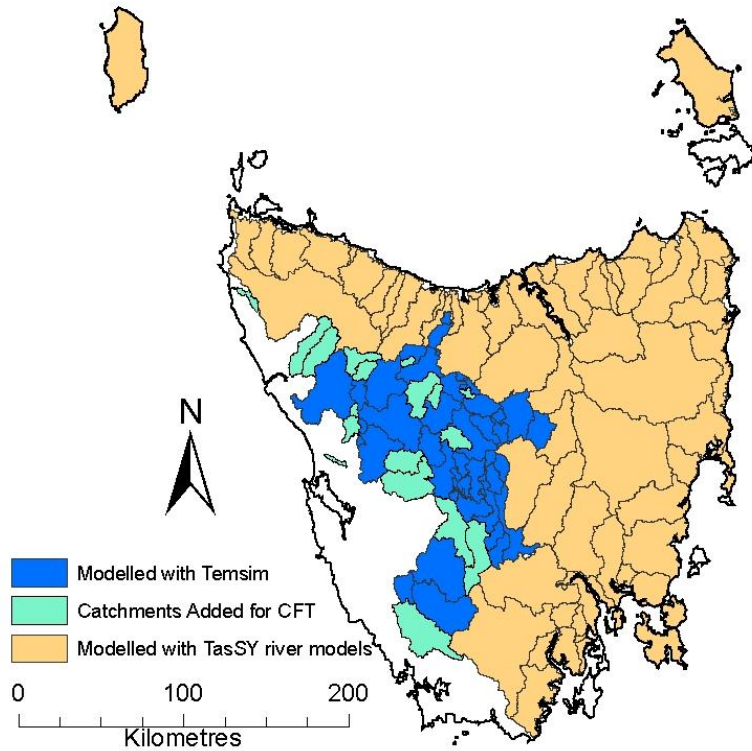 N
Modelled with Temsim
Catchments Added for CFT
Modelled with TasSY river models
0 100 200
Kilometres